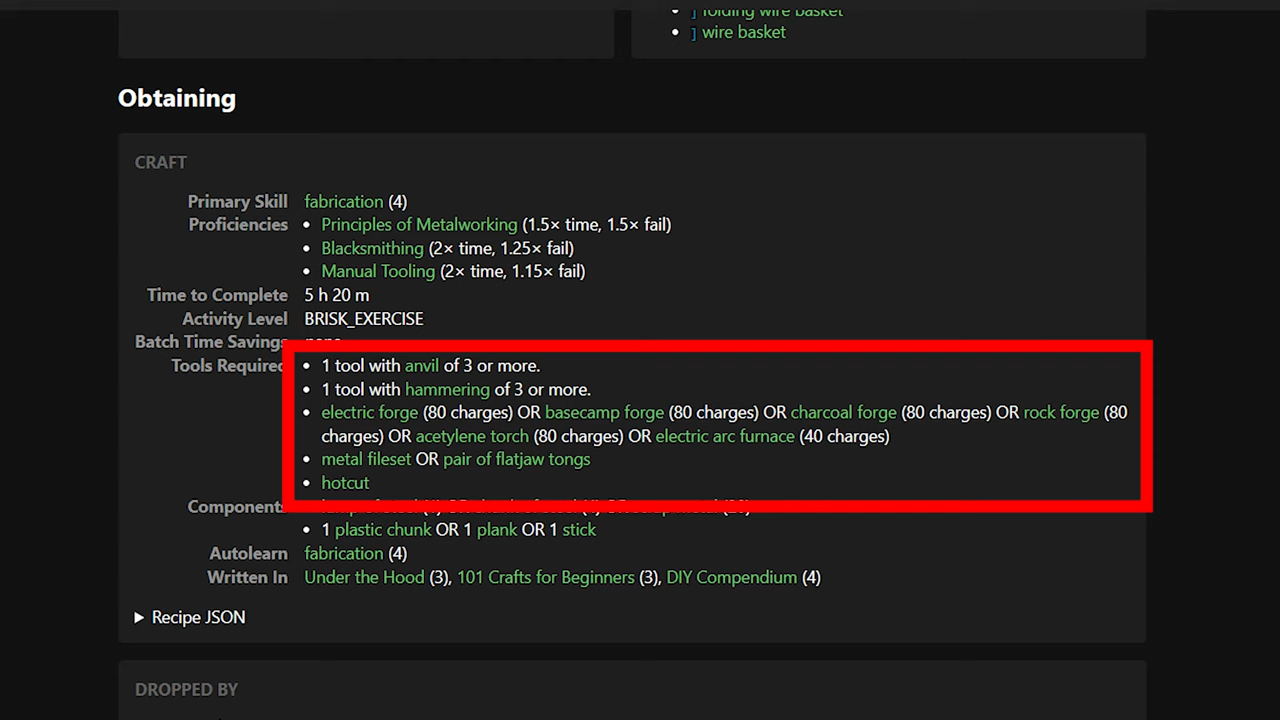 ] folding wire basket
] wire basket
Obtaining
CRAFT
Primary Skill fabrication (4)
Proficiencies • Principles of Metalworking (1.5× time, 1.5× fail)
• Blacksmithing (2× time, 1.25× fail)
• Manual Tooling (2× time, 1.15× fail)
Time to Complete 5 h 20 m
Activity Level BRISK_EXERCISE
Batch Time Savings none
Tools Required • 1 tool with anvil of 3 or more.
• 1 tool with hammering of 3 or more.
• electric forge (80 charges) OR basecamp forge (80 charges) OR charcoal forge (80 charges) OR rock forge (80
charges) OR acetylene torch (80 charges) OR electric arc furnace (40 charges)
• metal fileset OR pair of flatjaw tongs
• hotcut
Components
• 1 plastic chunk OR 1 plank OR 1 stick
Autolearn fabrication (4)
Written In Under the Hood (3), 101 Crafts for Beginners (3), DIY Compendium (4)
▶ Recipe JSON
DROPPED BY